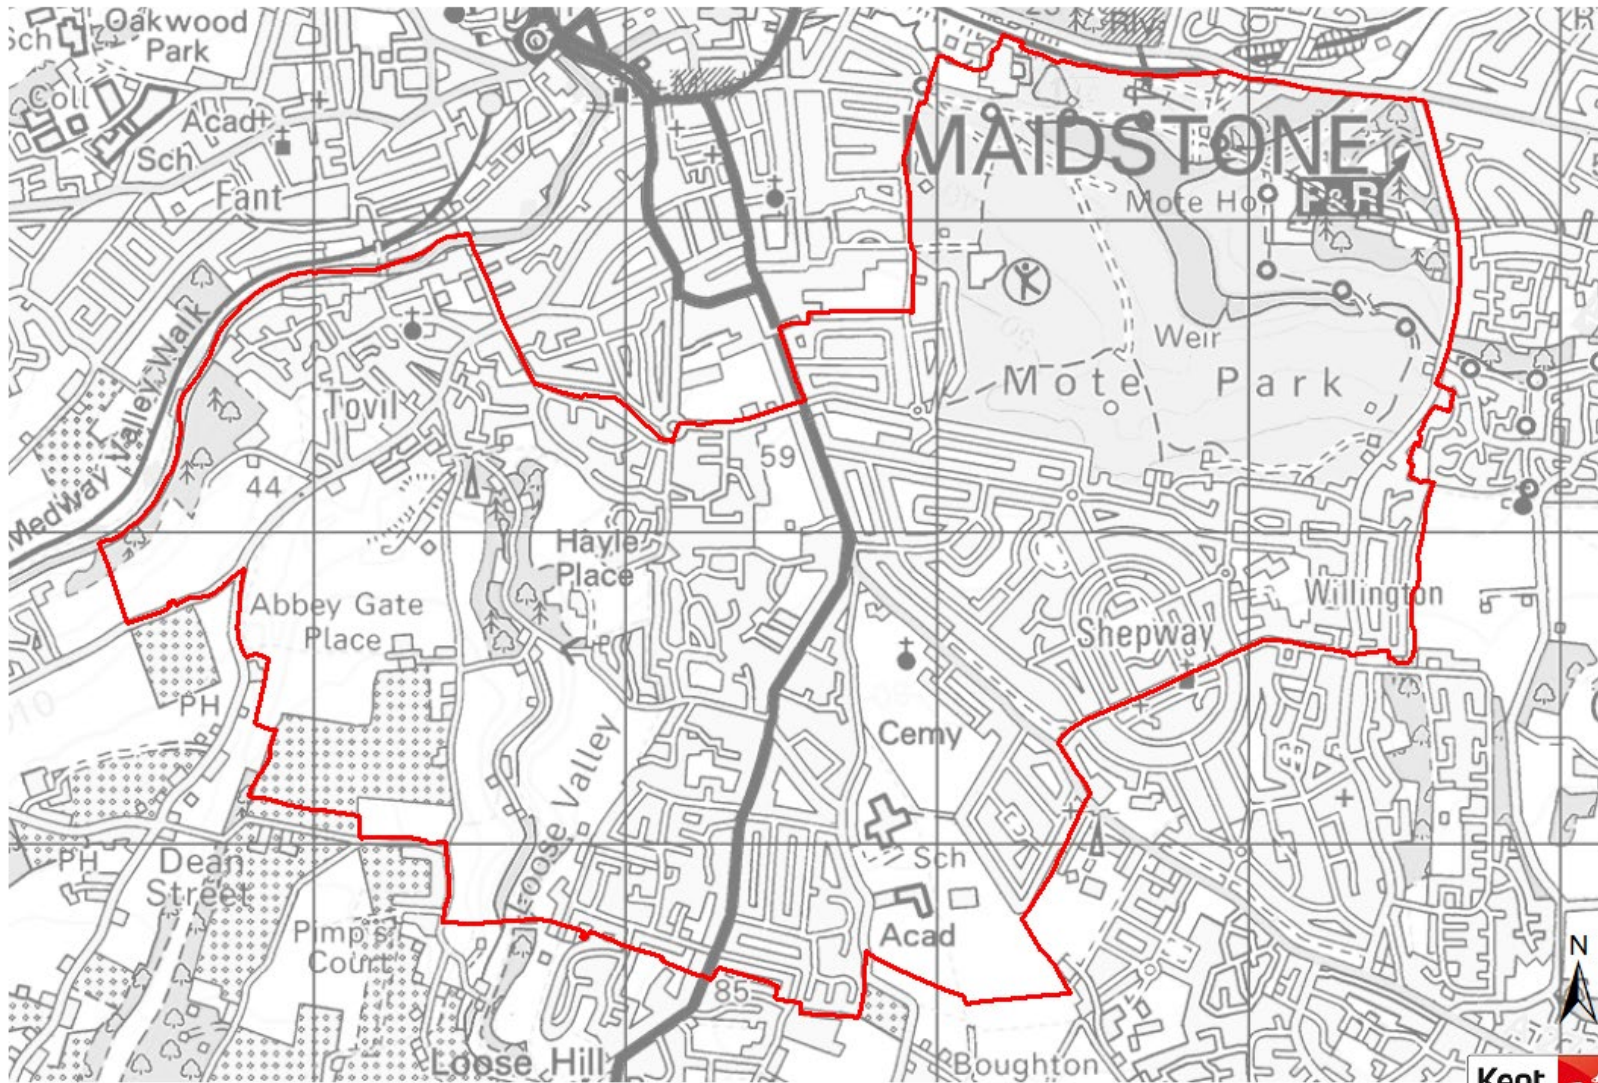 Oakwood
Park
Sch
Coll
Acad
Sch
Fant
MAIDSTONE
P&R
Mote Ho
Weir
Mote Park
Medway Valley Walk
Tovil
44
59
Hayle
Place
Abbey Gate
Place
Willington
Shepway
PH
Cemy
Loose Valley
PH
Dean
Street
Sch
Pimp's
Court
Acad
85
N
Loose Hill
Boughton
Kent